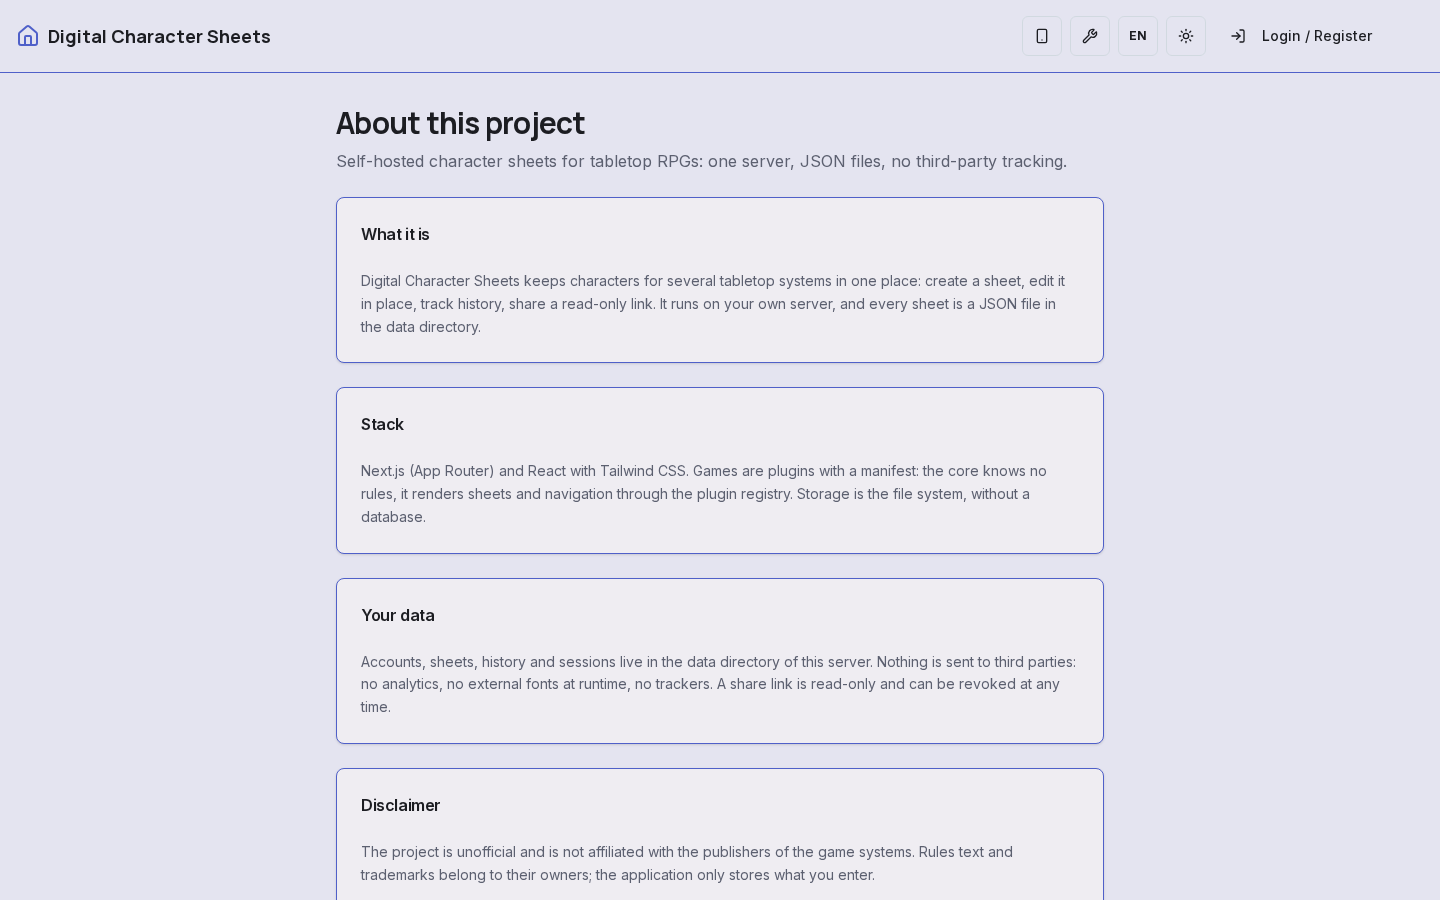 Digital Character Sheets
EN
Login / Register
About this project
Self-hosted character sheets for tabletop RPGs: one server, JSON files, no third-party tracking.
What it is
Digital Character Sheets keeps characters for several tabletop systems in one place: create a sheet, edit it
in place, track history, share a read-only link. It runs on your own server, and every sheet is a JSON file in
the data directory.
Stack
Next.js (App Router) and React with Tailwind CSS. Games are plugins with a manifest: the core knows no
rules, it renders sheets and navigation through the plugin registry. Storage is the file system, without a
database.
Your data
Accounts, sheets, history and sessions live in the data directory of this server. Nothing is sent to third parties:
no analytics, no external fonts at runtime, no trackers. A share link is read-only and can be revoked at any
time.
Disclaimer
The project is unofficial and is not affiliated with the publishers of the game systems. Rules text and
trademarks belong to their owners; the application only stores what you enter.